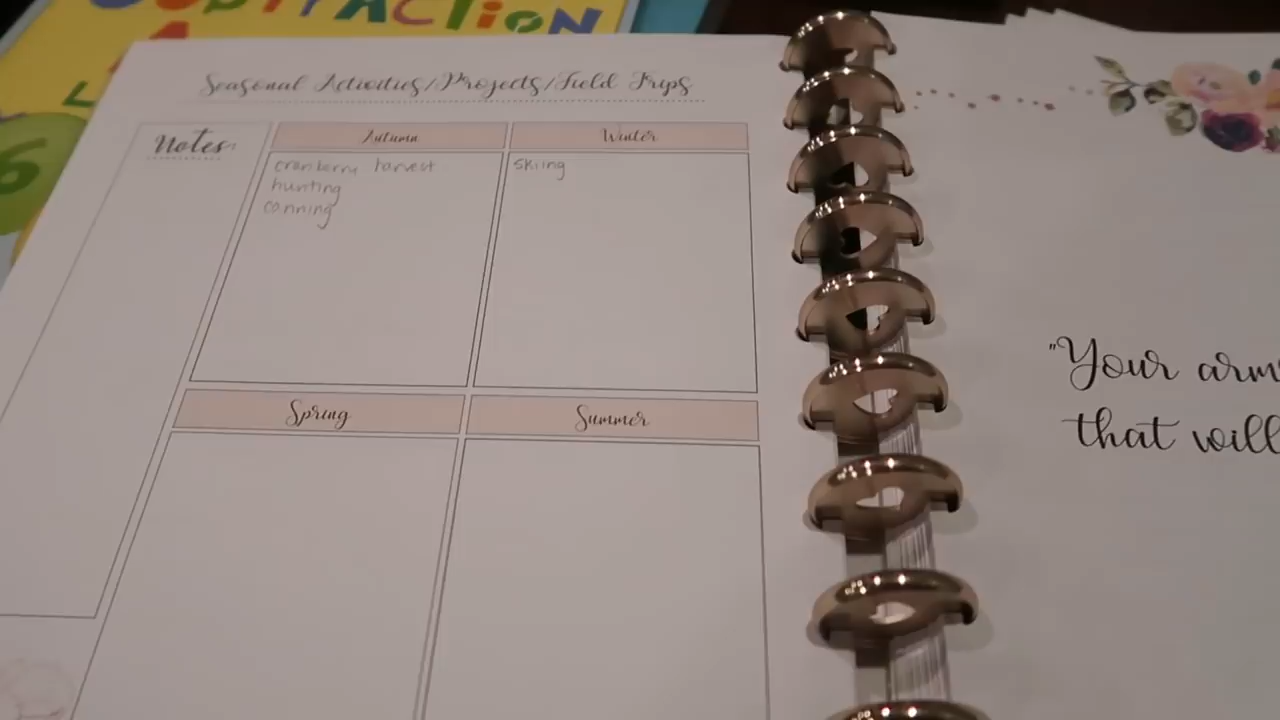 SUBTRACTION
6
Seasonal Activities/Projects/Field Trips
Notes:
Autumn
cranberry harvest
hunting
canning
Winter
skiing
Spring
Summer
"Your arm
that will